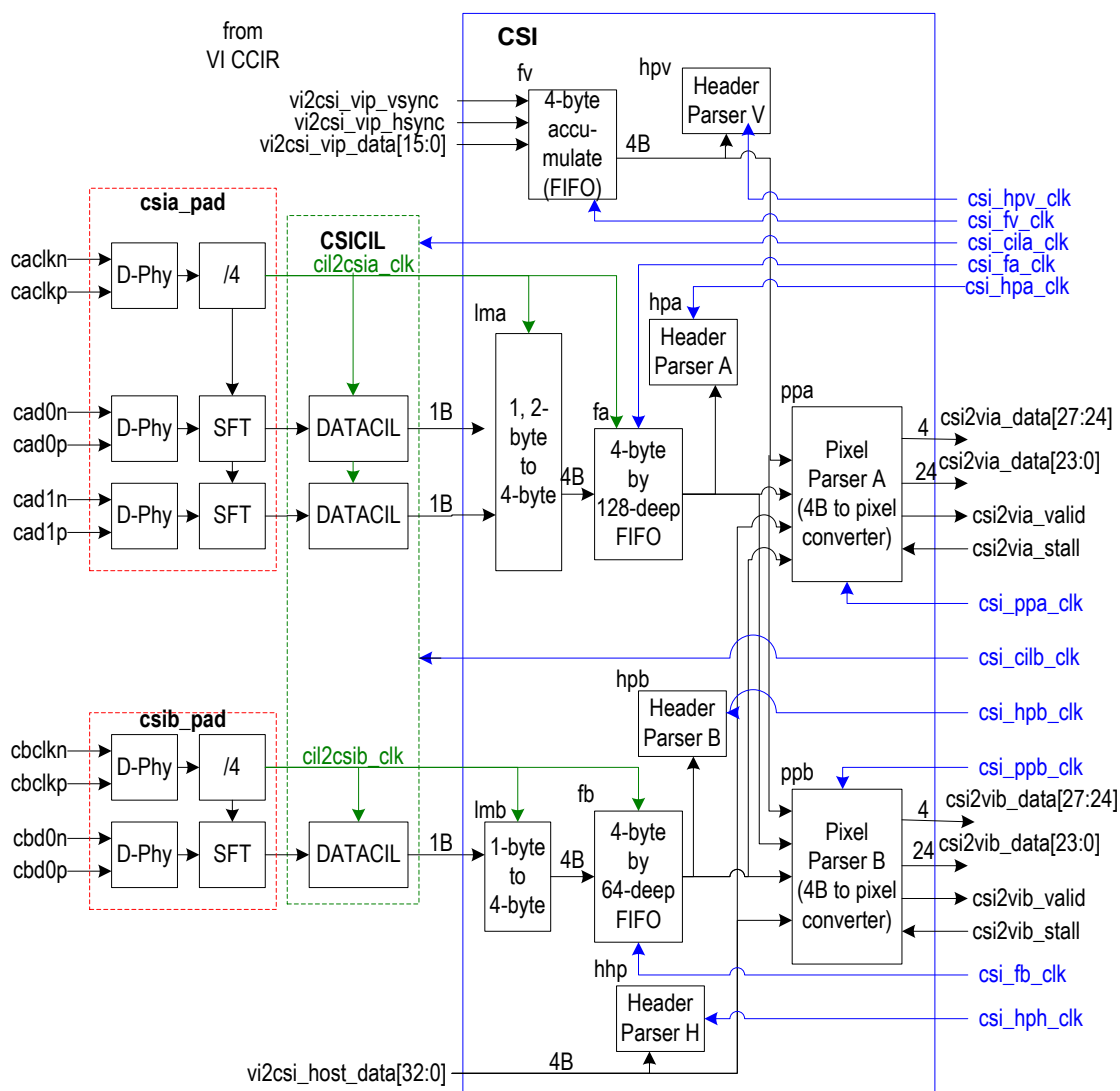 from
VI CCIR
CSI
fv
hpv
vi2csi_vip_vsync
vi2csi_vip_hsync
vi2csi_vip_data[15:0]
4-byte
accu-
mulate
(FIFO)
4B
Header
Parser V
csi_hpv_clk
csi_fv_clk
csi_cila_clk
csi_fa_clk
csi_hpa_clk
csia_pad
CSICIL
cil2csia_clk
caclkn
caclkp
D-Phy
/4
lma
hpa
Header
Parser A
cad0n
cad0p
D-Phy
SFT
DATACIL
1B
cad1n
cad1p
D-Phy
SFT
DATACIL
1B
1, 2-
byte
to
4-byte
4B
fa
4-byte
by
128-deep
FIFO
ppa
Pixel
Parser A
(4B to pixel
converter)
4
csi2via_data[27:24]
24
csi2via_data[23:0]
csi2via_valid
csi2via_stall
csi_ppa_clk
csi_cilb_clk
csi_hpb_clk
csi_ppb_clk
hpb
Header
Parser B
csib_pad
cil2csib_clk
cbclkn
cbclkp
D-Phy
/4
cbd0n
cbd0p
D-Phy
SFT
DATACIL
1B
lmb
1-byte
to
4-byte
4B
fb
4-byte
by
64-deep
FIFO
ppb
Pixel
Parser B
(4B to pixel
converter)
4
csi2vib_data[27:24]
24
csi2vib_data[23:0]
csi2vib_valid
csi2vib_stall
csi_fb_clk
csi_hph_clk
hhp
Header
Parser H
vi2csi_host_data[32:0]
4B